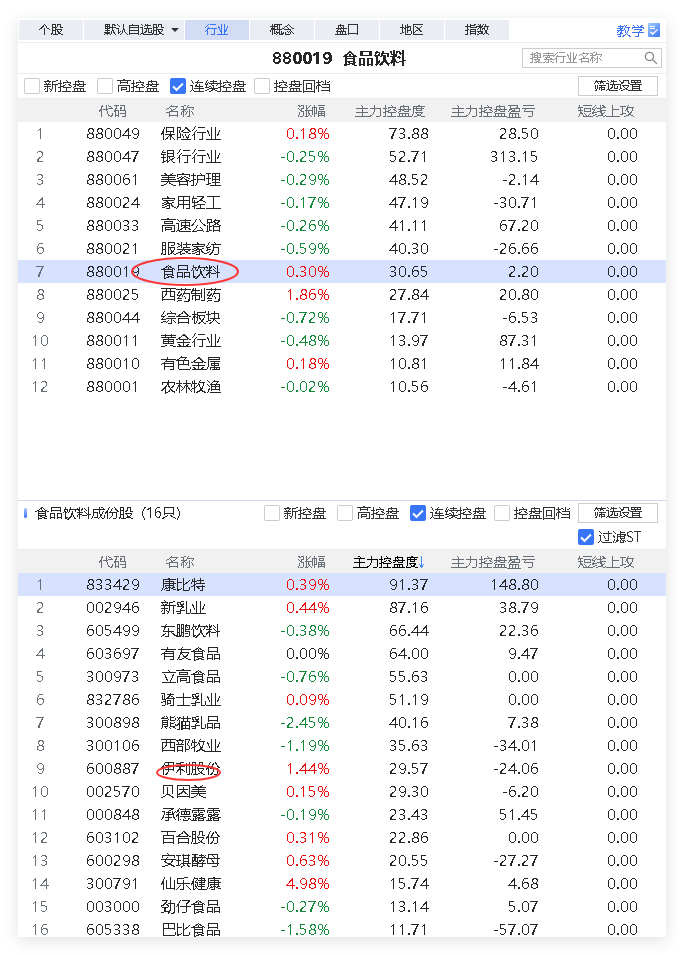 个股 默认自选股 行业 概念 盘口 地区 指数 教学
880019 食品饮料 搜索行业名称
新控盘 高控盘 连续控盘 控盘回档 筛选设置
代码 名称 涨幅 主力控盘度 主力控盘盈亏 短线上攻
1 880049 保险行业 0.18% 73.88 28.50 0.00
2 880047 银行行业 -0.25% 52.71 313.15 0.00
3 880061 美容护理 -0.29% 48.52 -2.14 0.00
4 880024 家用轻工 -0.17% 47.19 -30.71 0.00
5 880033 高速公路 -0.26% 41.11 67.20 0.00
6 880021 服装家纺 -0.59% 40.30 -26.66 0.00
7 880019 食品饮料 0.30% 30.65 2.20 0.00
8 880025 西药制药 1.86% 27.84 20.80 0.00
9 880044 综合板块 -0.72% 17.71 -6.53 0.00
10 880011 黄金行业 -0.48% 13.97 87.31 0.00
11 880010 有色金属 0.18% 10.81 11.84 0.00
12 880001 农林牧渔 -0.02% 10.56 -4.61 0.00
食品饮料成份股 (16只) 新控盘 高控盘 连续控盘 控盘回档 筛选设置
过滤ST
代码 名称 涨幅 主力控盘度↓ 主力控盘盈亏 短线上攻
1 833429 康比特 0.39% 91.37 148.80 0.00
2 002946 新乳业 0.44% 87.16 38.79 0.00
3 605499 东鹏饮料 -0.38% 66.44 22.36 0.00
4 603697 有友食品 0.00% 64.00 9.47 0.00
5 300973 立高食品 -0.76% 55.63 0.00 0.00
6 832786 骑士乳业 0.09% 51.19 0.00 0.00
7 300898 熊猫乳品 -2.45% 40.16 7.38 0.00
8 300106 西部牧业 -1.19% 35.63 -34.01 0.00
9 600887 伊利股份 1.44% 29.57 -24.06 0.00
10 002570 贝因美 0.15% 29.30 -6.20 0.00
11 000848 承德露露 -0.19% 23.43 51.45 0.00
12 603102 百合股份 0.31% 22.86 0.00 0.00
13 600298 安琪酵母 0.63% 20.55 -27.27 0.00
14 300791 仙乐健康 4.98% 15.74 4.68 0.00
15 003000 劲仔食品 -0.27% 13.14 5.07 0.00
16 605338 巴比食品 -1.58% 11.71 -57.07 0.00